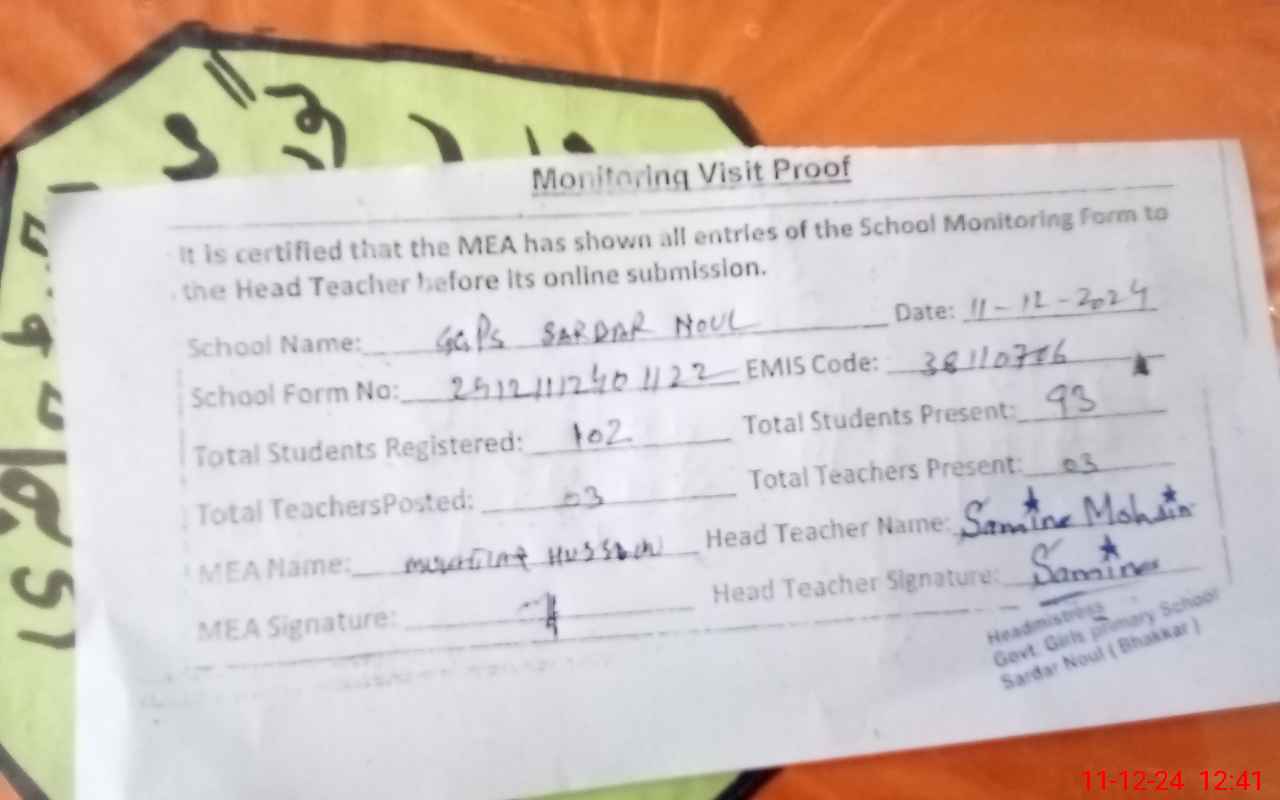 Monitoring Visit Proof
It is certified that the MEA has shown all entries of the School Monitoring Form to
the Head Teacher before its online submission.
School Name: GGPS SARDAR NOUL Date: 11-12-2024
School Form No: EMIS Code: 38110706
Total Students Registered: 102 Total Students Present: 93
Total TeachersPosted: 03 Total Teachers Present: 03
MEA Name: HUSSAIN Head Teacher Name: Samina Mohsin
MEA Signature: Head Teacher Signature: Samina
Headmistress
Govt. Girls primary School
Sardar Noul (Bhakkar)
11-12-24 12:41